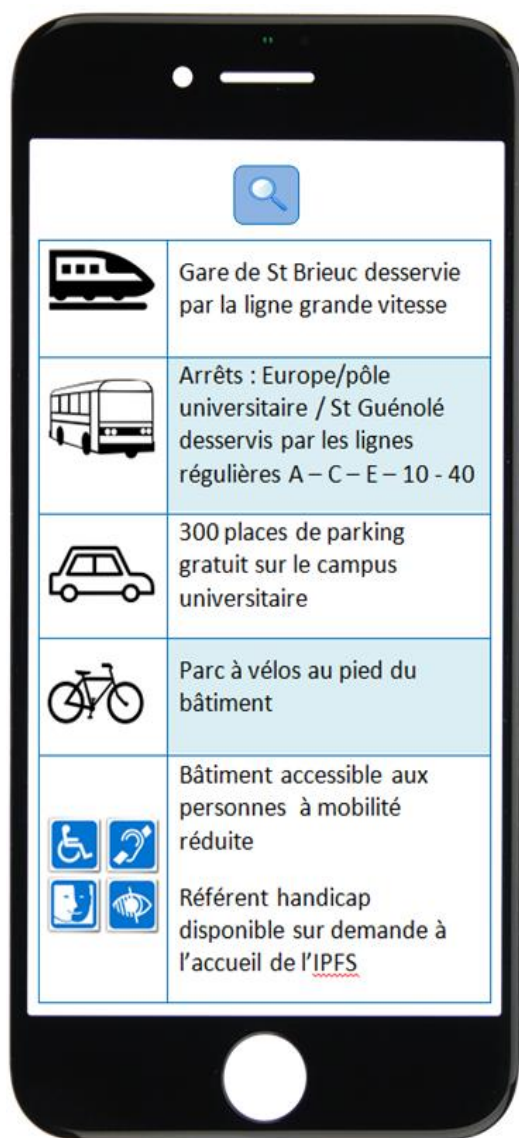 Gare de St Brieuc desservie
par la ligne grande vitesse
Arrêts : Europe/pôle
universitaire / St Guénolé
desservis par les lignes
régulières A – C – E – 10 - 40
300 places de parking
gratuit sur le campus
universitaire
Parc à vélos au pied du
bâtiment
Bâtiment accessible aux
personnes à mobilité
réduite
Référent handicap
disponible sur demande à
l’accueil de l’IPFS